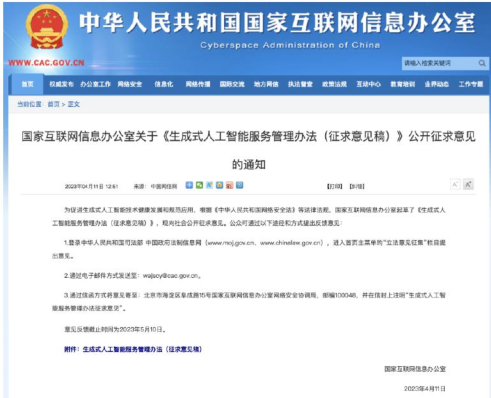 中华人民共和国国家互联网信息办公室
Cyberspace Administration of China
WWW.CAC.GOV.CN
请输入检索关键词
首页 权威发布 办公室工作 网络安全 信息化 网络传播 国际交流 地方网信 执法督查 政策法规 互动中心 教育培训 业界动态 工作专题
当前位置：首页 > 正文
国家互联网信息办公室关于《生成式人工智能服务管理办法（征求意见稿）》公开征求意见
的通知
2023年04月11日 12:51 来源：中国网信网 【打印】 【纠错】
为促进生成式人工智能技术健康发展和规范应用，根据《中华人民共和国网络安全法》等法律法规，国家互联网信息办公室起草了《生成式人
工智能服务管理办法（征求意见稿）》，现向社会公开征求意见。公众可通过以下途径和方式提出反馈意见：
1.登录中华人民共和国司法部 中国政府法制信息网（www.moj.gov.cn、www.chinalaw.gov.cn），进入首页主菜单的“立法意见征集”栏目提
出意见。
2.通过电子邮件方式发送至：wajscy@cac.gov.cn。
3.通过信函方式将意见寄至：北京市海淀区阜成路15号国家互联网信息办公室网络安全协调局，邮编100048，并在信封上注明“生成式人工智
能服务管理办法征求意见”。
意见反馈截止时间为2023年5月10日。
附件：生成式人工智能服务管理办法（征求意见稿）
国家互联网信息办公室
2023年4月11日